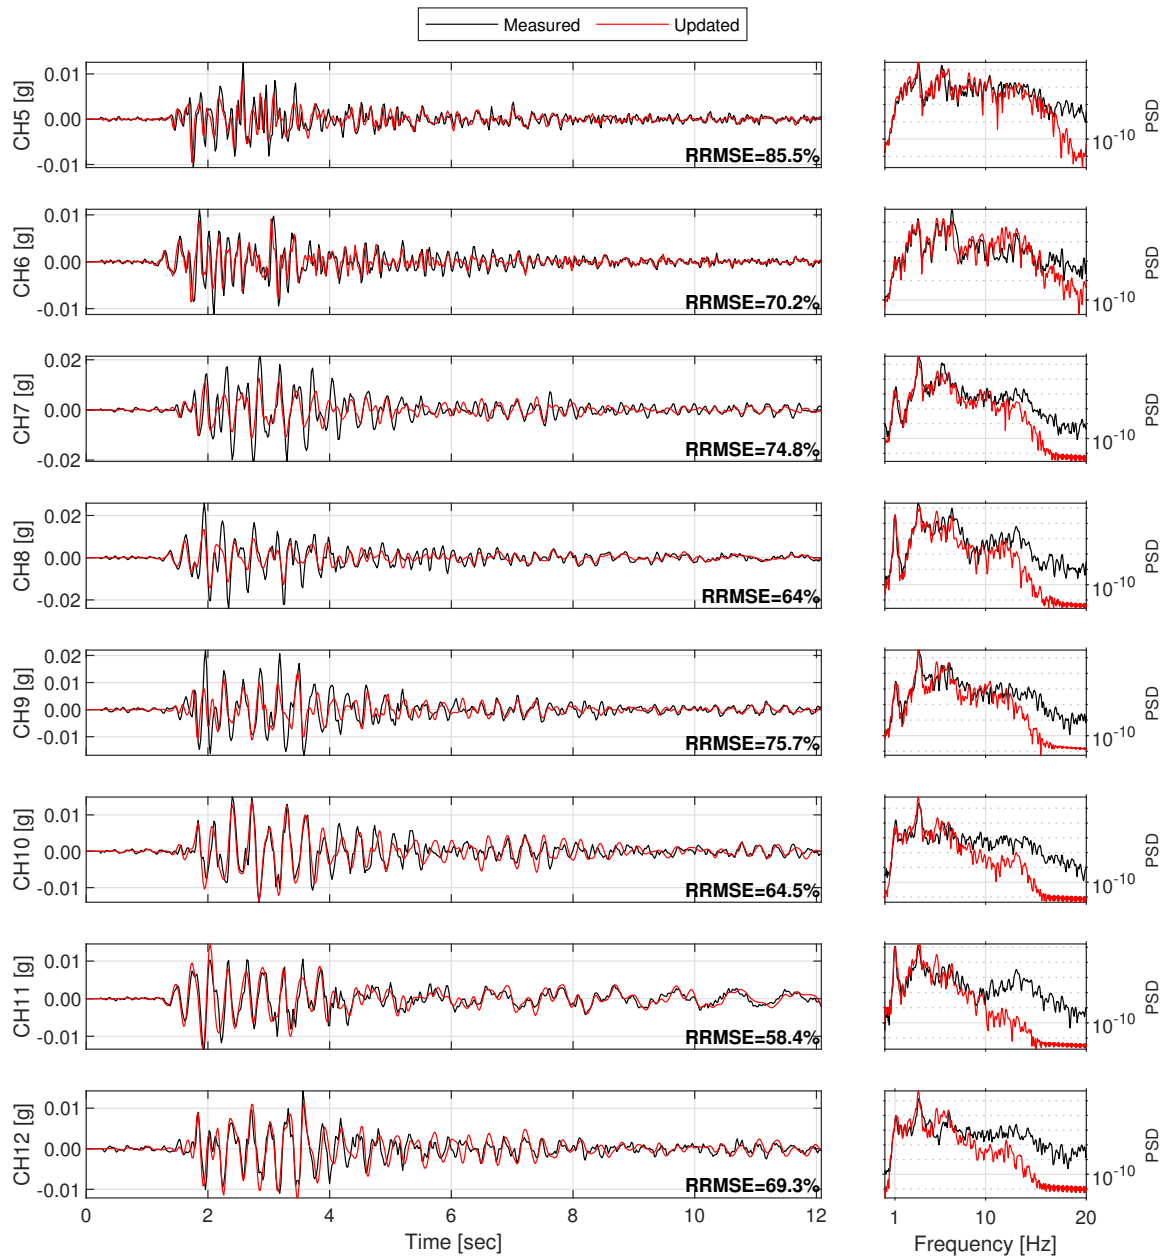 Measured Updated
CH5 [g]
0.01
0.00
-0.01
RRMSE=85.5%
10^-10
PSD
CH6 [g]
0.01
0.00
-0.01
RRMSE=70.2%
10^-10
PSD
CH7 [g]
0.02
0.00
-0.02
RRMSE=74.8%
10^-10
PSD
CH8 [g]
0.02
0.00
-0.02
RRMSE=64%
10^-10
PSD
CH9 [g]
0.02
0.01
0.00
-0.01
RRMSE=75.7%
10^-10
PSD
CH10 [g]
0.01
0.00
-0.01
RRMSE=64.5%
10^-10
PSD
CH11 [g]
0.01
0.00
-0.01
RRMSE=58.4%
10^-10
PSD
CH12 [g]
0.01
0.00
-0.01
RRMSE=69.3%
10^-10
PSD
0 2 4 6 8 10 12
Time [sec]
1 10 20
Frequency [Hz]